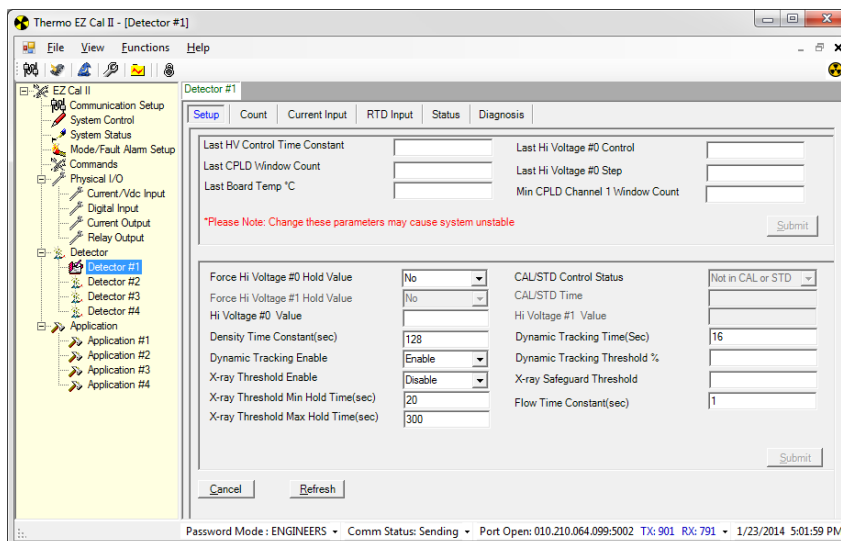 Thermo EZ Cal II - [Detector #1]
File View Functions Help
EZ Cal II
Communication Setup
System Control
System Status
Mode/Fault Alarm Setup
Commands
Physical I/O
Current/Vdc Input
Digital Input
Current Output
Relay Output
Detector
Detector #1
Detector #2
Detector #3
Detector #4
Application
Application #1
Application #2
Application #3
Application #4
Detector #1
Setup Count Current Input RTD Input Status Diagnosis
Last HV Control Time Constant
Last Hi Voltage #0 Control
Last CPLD Window Count
Last Hi Voltage #0 Step
Last Board Temp °C
Min CPLD Channel 1 Window Count
*Please Note: Change these parameters may cause system unstable
Submit
Force Hi Voltage #0 Hold Value No
CAL/STD Control Status Not in CAL or STD
Force Hi Voltage #1 Hold Value No
CAL/STD Time
Hi Voltage #0 Value
Hi Voltage #1 Value
Density Time Constant(sec) 128
Dynamic Tracking Time(Sec) 16
Dynamic Tracking Enable Enable
Dynamic Tracking Threshold %
X-ray Threshold Enable Disable
X-ray Safeguard Threshold
X-ray Threshold Min Hold Time(sec) 20
Flow Time Constant(sec) 1
X-ray Threshold Max Hold Time(sec) 300
Submit
Cancel Refresh
Password Mode : ENGINEERS Comm Status: Sending Port Open: 010.210.064.099:5002 TX: 901 RX: 791 1/23/2014 5:01:59 PM